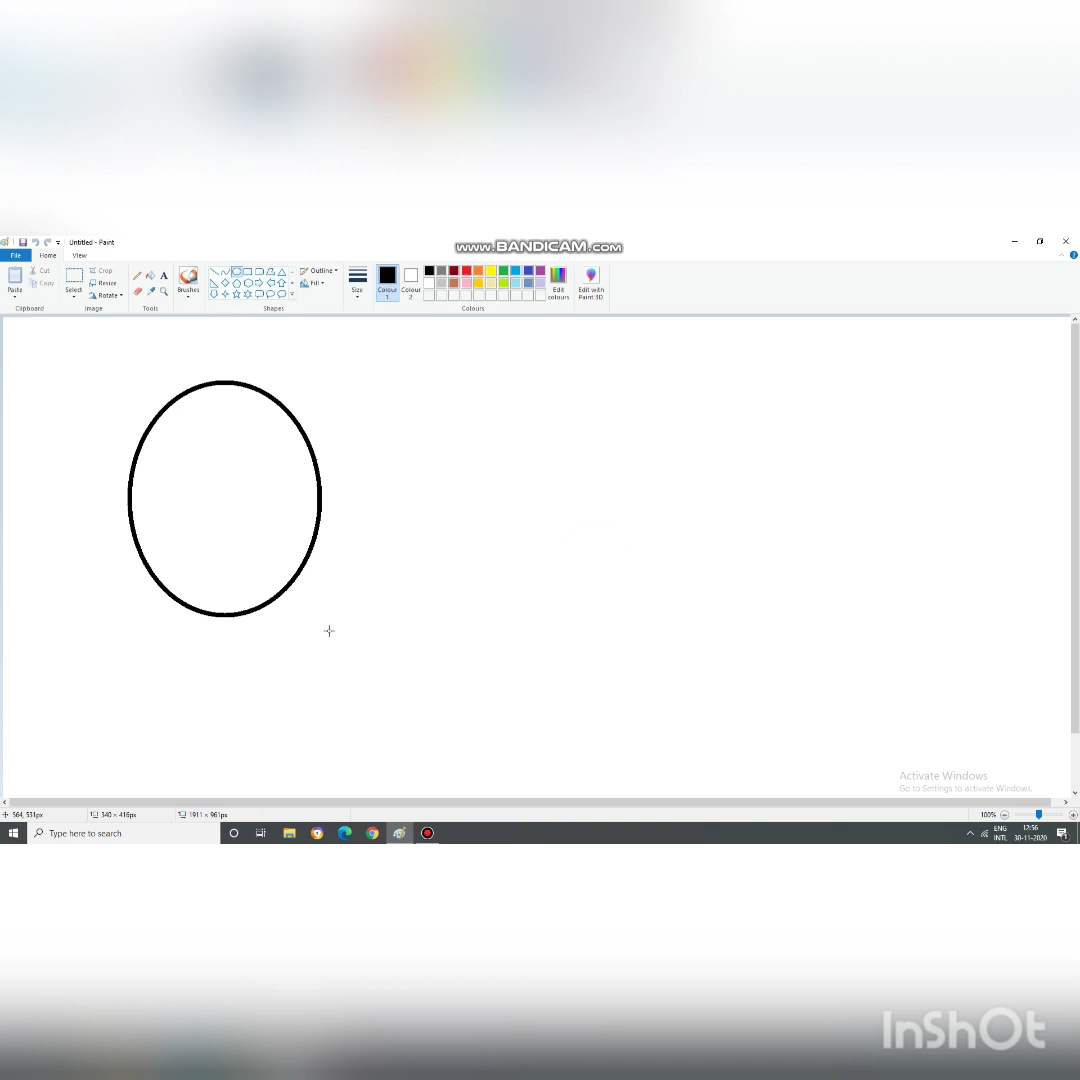 Untitled - Paint
www.BANDICAM.com
File Home View
Cut
Copy
Paste
Clipboard
Crop
Resize
Rotate
Select
Image
A
Tools
Brushes
Outline
Fill
Shapes
Size
Colour 1
Colour 2
Edit colours
Colours
Edit with Paint 3D
Activate Windows
Go to Settings to activate Windows.
564, 531px 340 × 416px 1911 × 961px 100%
Type here to search
ENG INTL
12:56
30-11-2020
InShOt